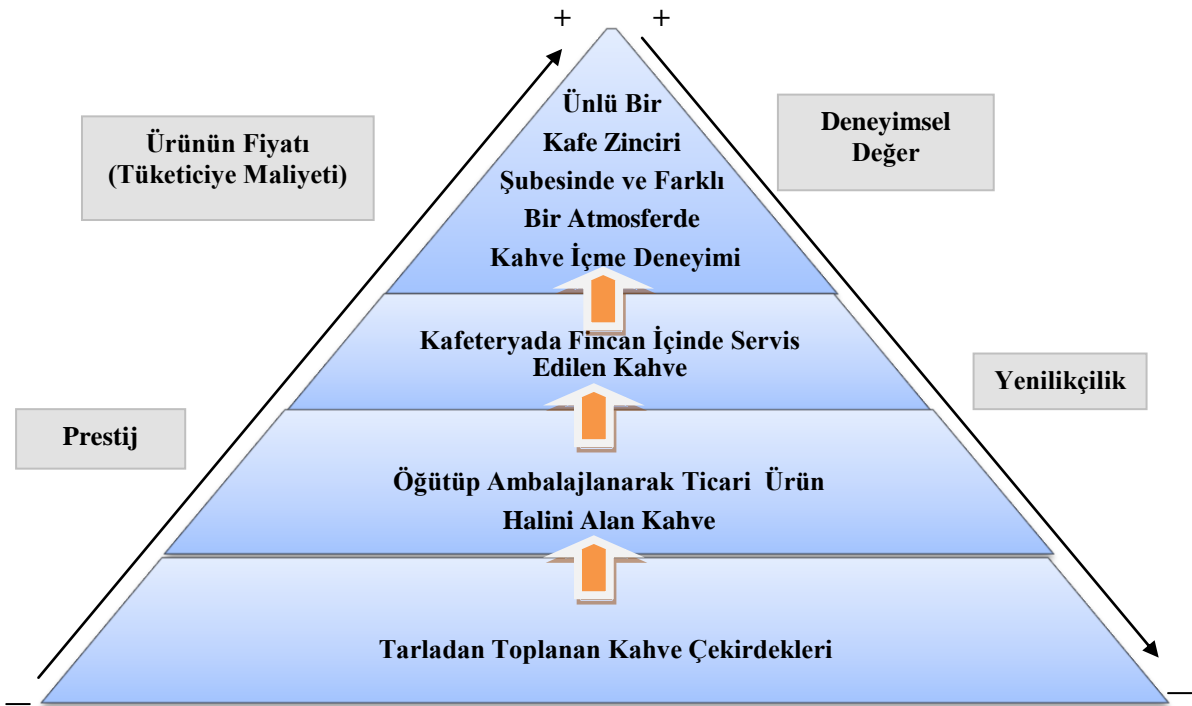 + +
Ünlü Bir
Kafe Zinciri
Şubesinde ve Farklı
Bir Atmosferde
Kahve İçme Deneyimi
Ürünün Fiyatı
(Tüketiciye Maliyeti)
Deneyimsel
Değer
Kafeteryada Fincan İçinde Servis
Edilen Kahve
Yenilikçilik
Prestij
Öğütüp Ambalajlanarak Ticari Ürün
Halini Alan Kahve
Tarladan Toplanan Kahve Çekirdekleri
— —